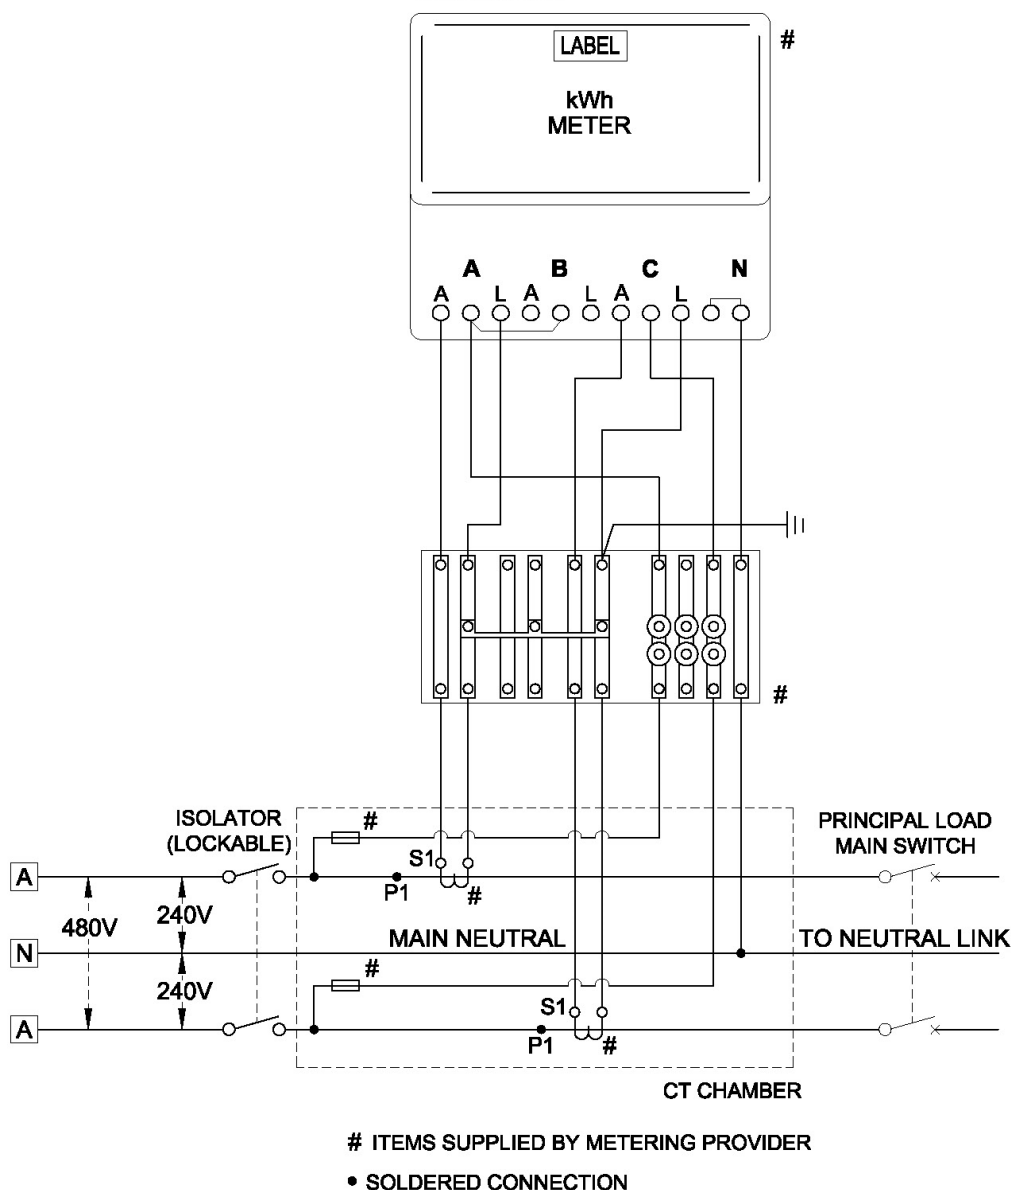 LABEL
#
kWh
METER
A B C N
A L A L A L
#
ISOLATOR
(LOCKABLE)
#
PRINCIPAL LOAD
MAIN SWITCH
S1
A
P1
#
480V
240V
MAIN NEUTRAL
TO NEUTRAL LINK
N
#
240V
S1
A
P1
#
CT CHAMBER
# ITEMS SUPPLIED BY METERING PROVIDER
• SOLDERED CONNECTION